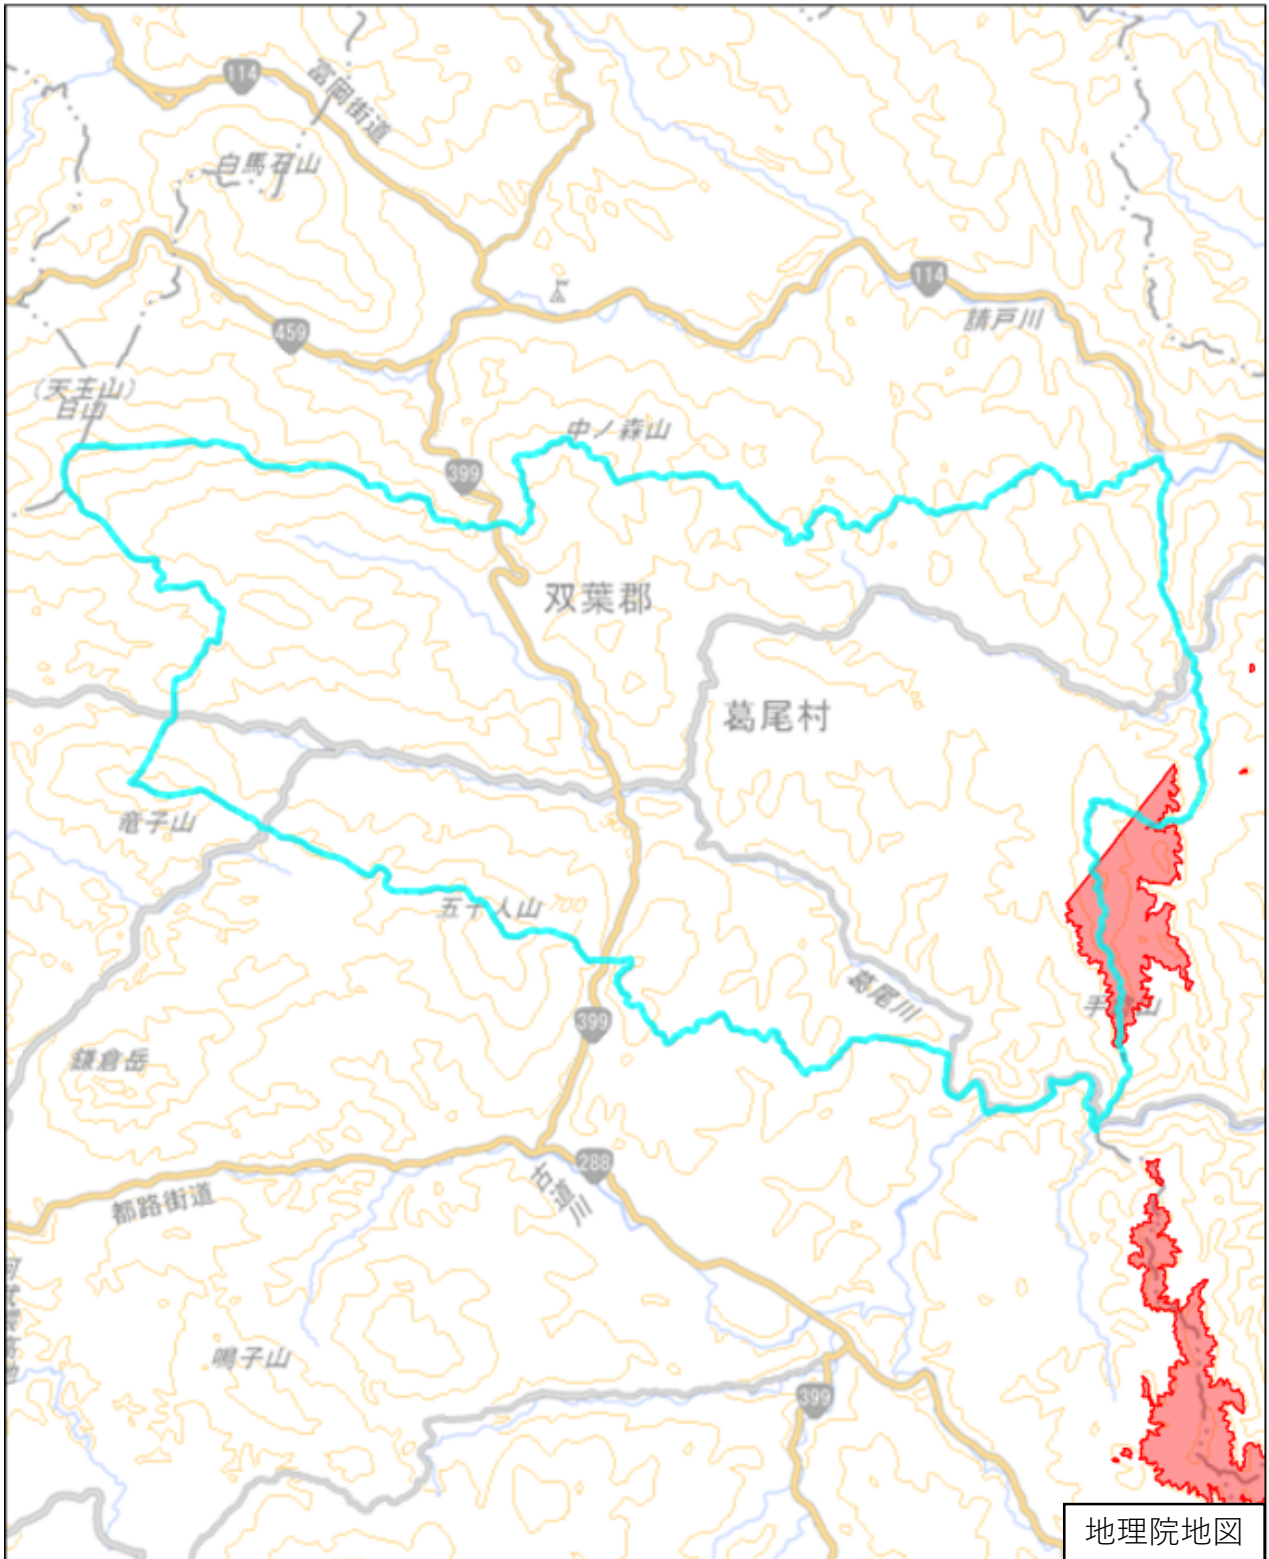 114
富岡街道
白馬石山
114
請戸川
459
(天王山)
日山
中ノ森山
399
双葉郡
葛尾村
竜子山
五十人山
700
葛尾川
手
山
399
鎌倉岳
288
古道川
都路街道
鳴子山
399
地理院地図